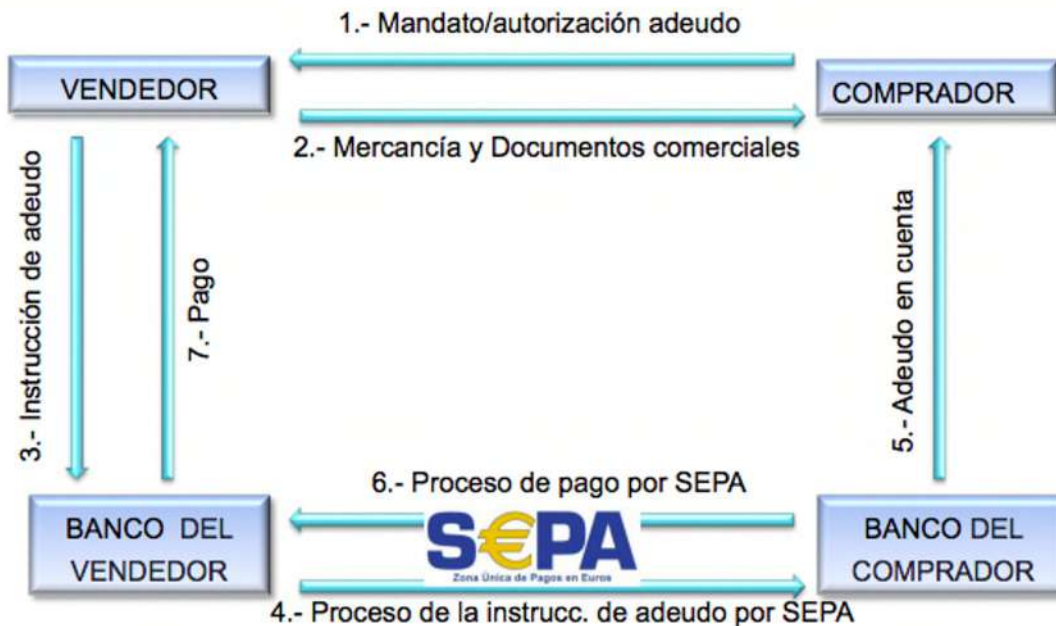 1.- Mandato/autorización adeudo
VENDEDOR
COMPRADOR
2.- Mercancía y Documentos comerciales
3.- Instrucción de adeudo
7.- Pago
5.- Adeudo en cuenta
6.- Proceso de pago por SEPA
BANCO DEL
VENDEDOR
S€PA
Zona Única de Pagos en Euros
BANCO DEL
COMPRADOR
4.- Proceso de la instrucc. de adeudo por SEPA